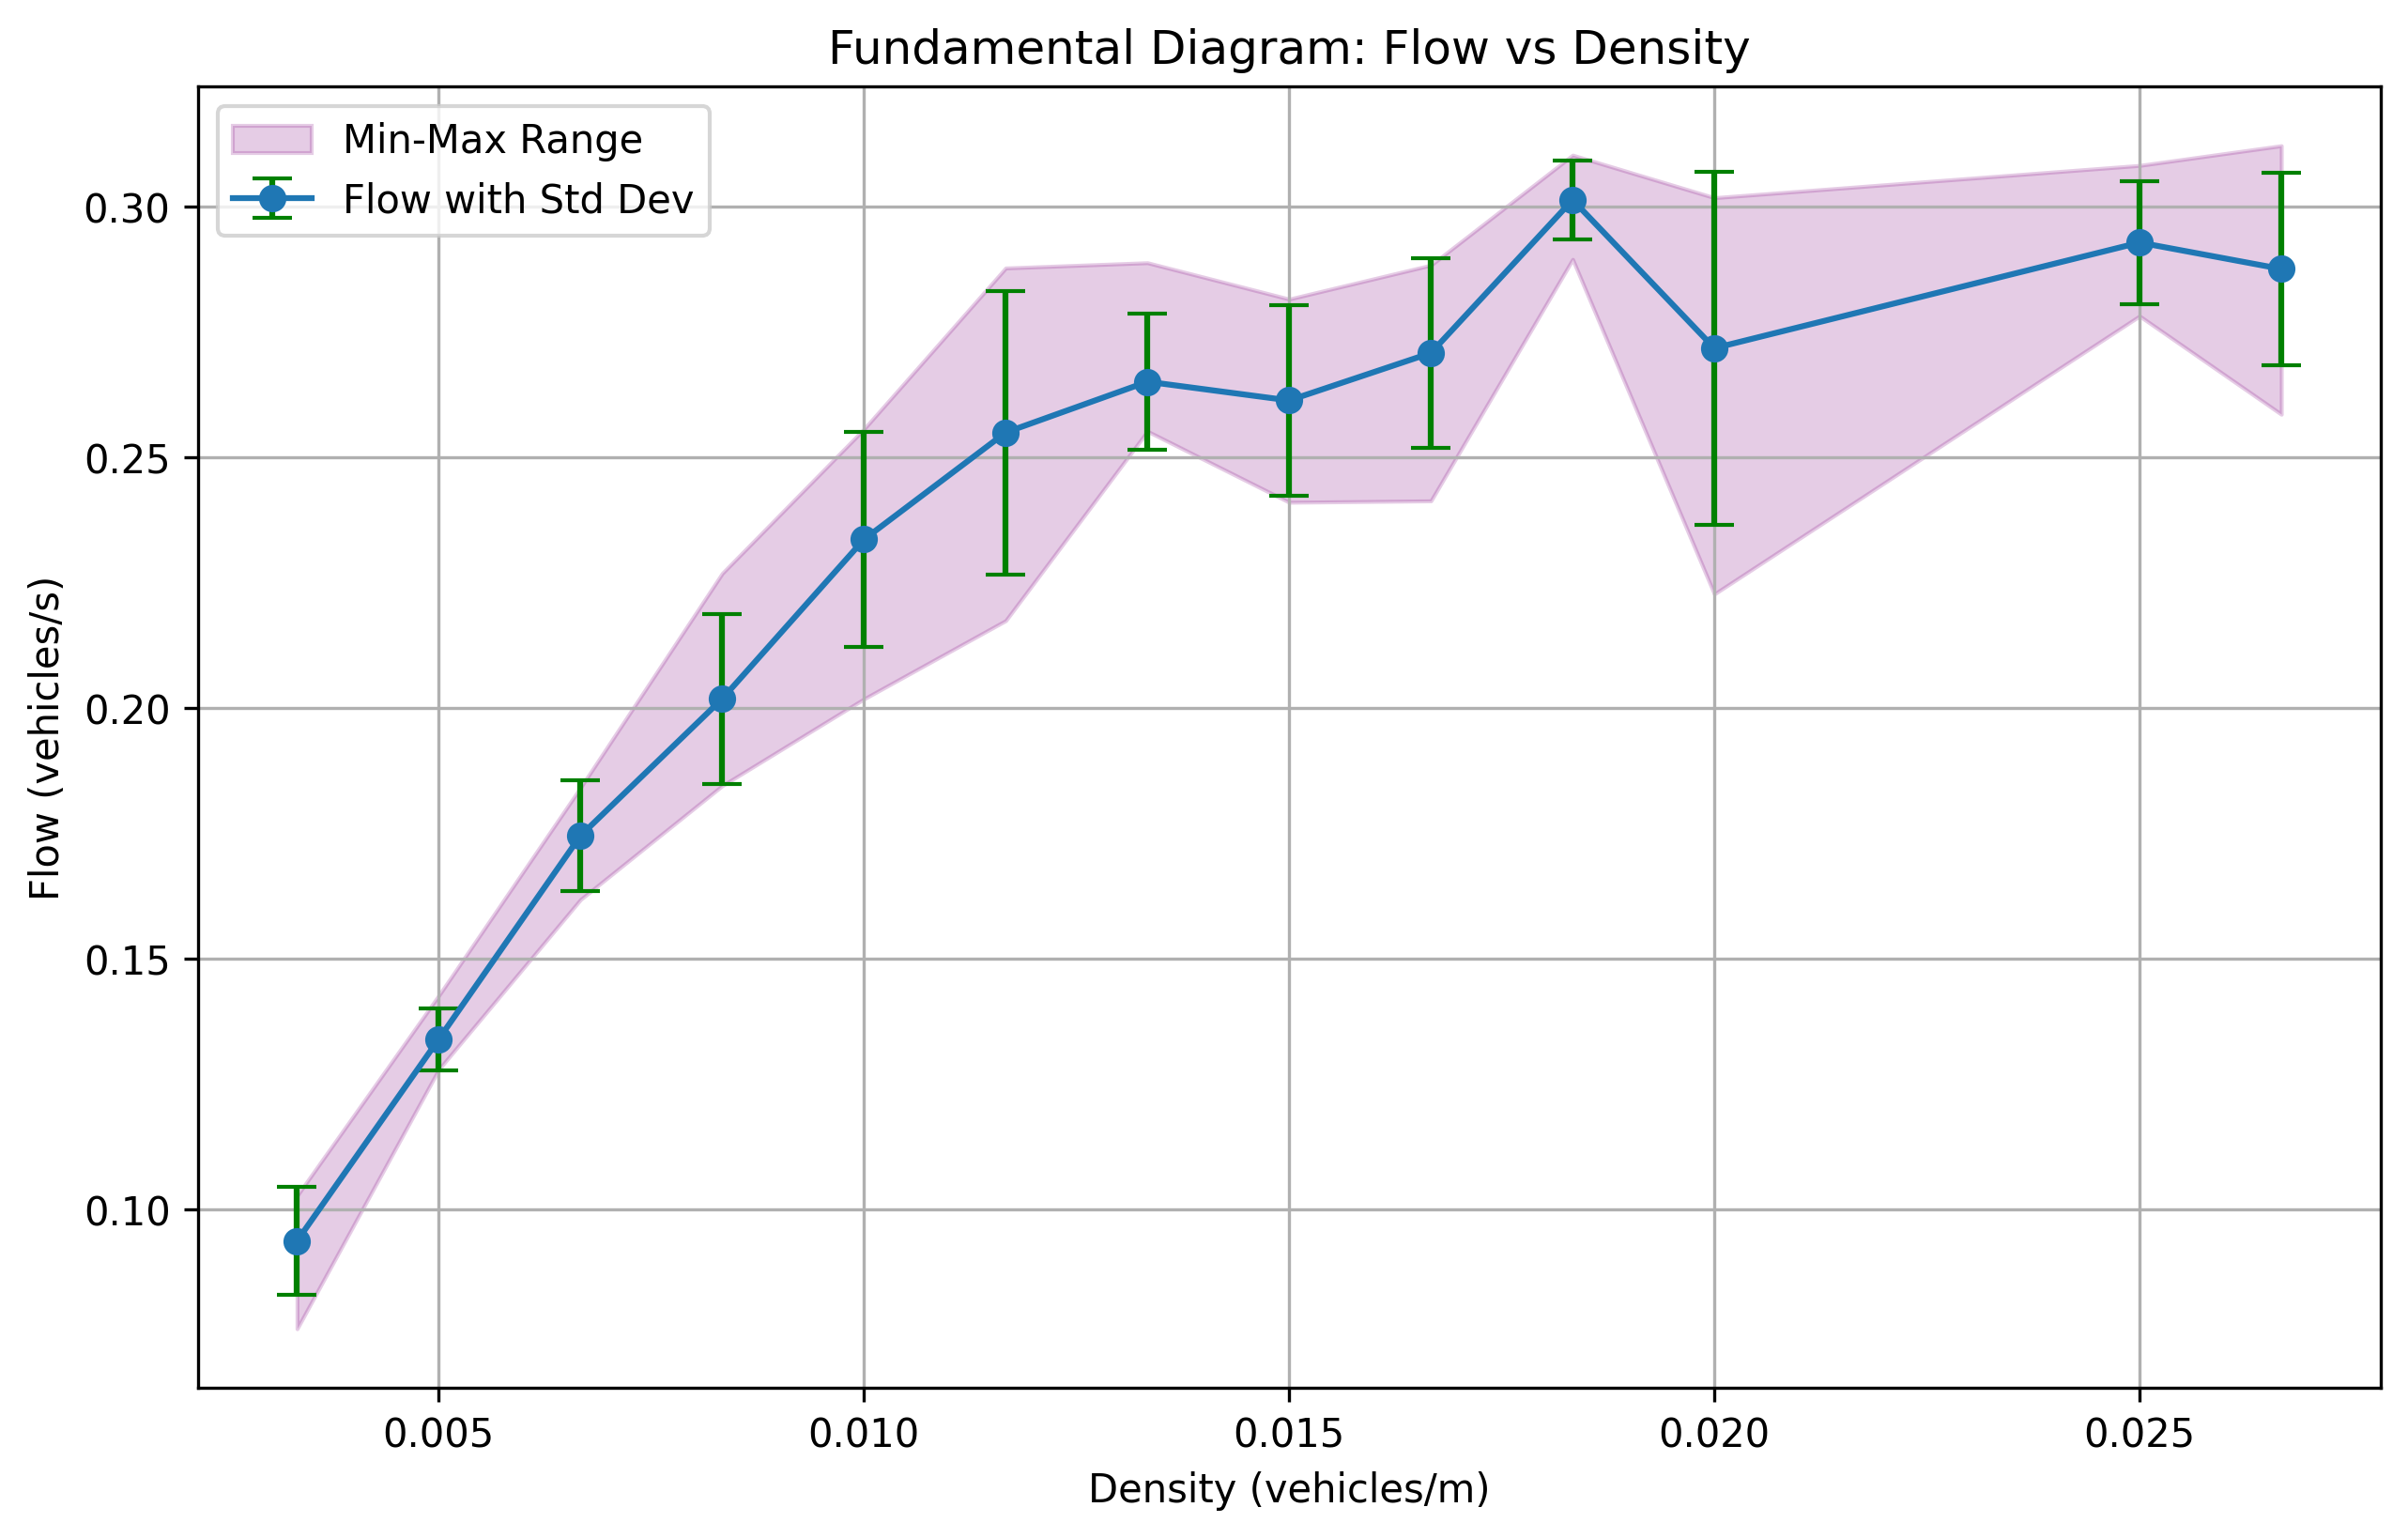 Fundamental Diagram: Flow vs Density
Min-Max Range
Flow with Std Dev
0.30
0.25
0.20
0.15
0.10
Flow (vehicles/s)
0.005 0.010 0.015 0.020 0.025
Density (vehicles/m)